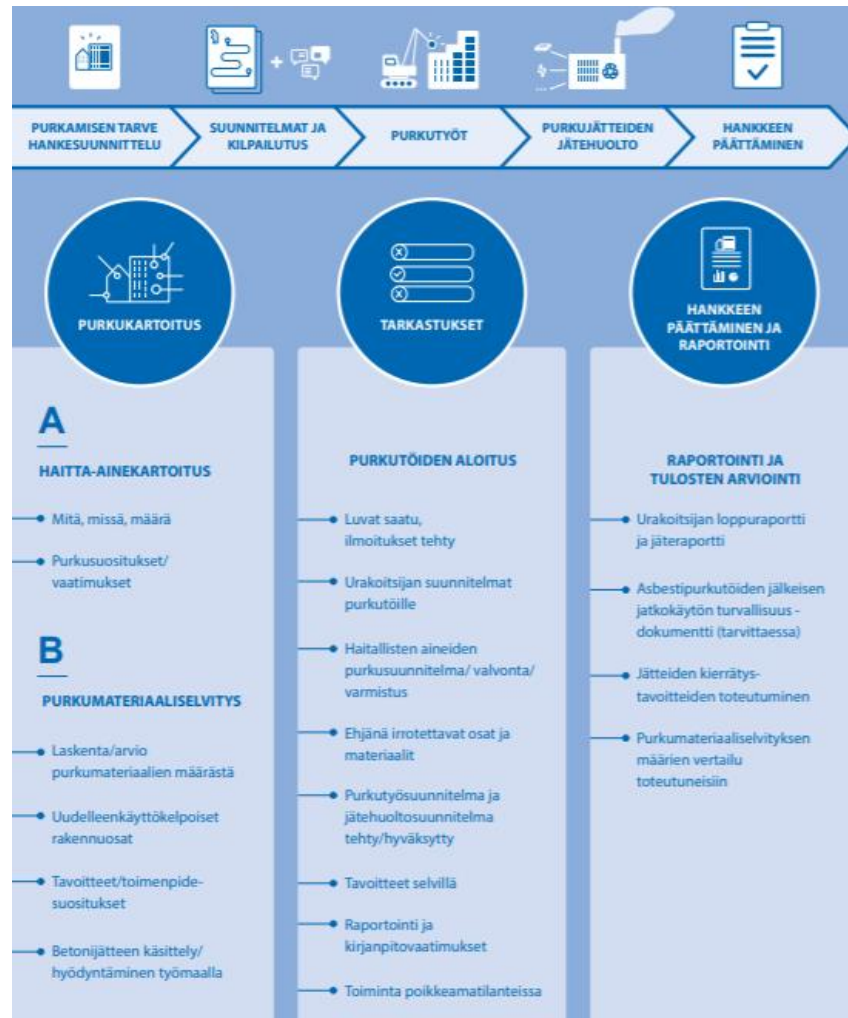 PURKAMISEN TARVE
HANKESUUNNITTELU
SUUNNITELMAT JA
KILPAILUTUS
PURKUTYÖT
PURKUJÄTTEIDEN
JÄTEHUOLTO
HANKKEEN
PÄÄTTÄMINEN
PURKUKARTOITUS
A
HAITTA-AINEKARTOITUS
Mitä, missä, määrä
Purkusuositukset/
vaatimukset
B
PURKUMATERIAALISELVITYS
Laskenta/arvio
purkumateriaalien määrästä
Uudelleenkäyttökelpoiset
rakennuosat
Tavoitteet/toimenpide-
suositukset
Betonijätteen käsittely/
hyödyntäminen työmaalla
TARKASTUKSET
PURKUTÖIDEN ALOITUS
Luvat saatu,
ilmoitukset tehty
Urakoitsijan suunnitelmat
purkutöille
Haitallisten aineiden
purkusuunnitelma/ valvonta/
varmistus
Ehjänä irrotettavat osat ja
materiaalit
Purkutyösuunnitelma ja
jätehuoltosuunnitelma
tehty/hyväksytty
Tavoitteet selvillä
Raportointi ja
kirjanpitovaatimukset
Toiminta poikkeamatilanteissa
HANKKEEN
PÄÄTTÄMINEN JA
RAPORTOINTI
RAPORTOINTI JA
TULOSTEN ARVIOINTI
Urakoitsijan loppuraportti
ja jäteraportti
Asbestipurkutöiden jälkeisen
jatkokäytön turvallisuus -
dokumentti (tarvittaessa)
Jätteiden kierrätys-
tavoitteiden toteutuminen
Purkumateriaaliselvityksen
määrien vertailu
toteutuneisiin